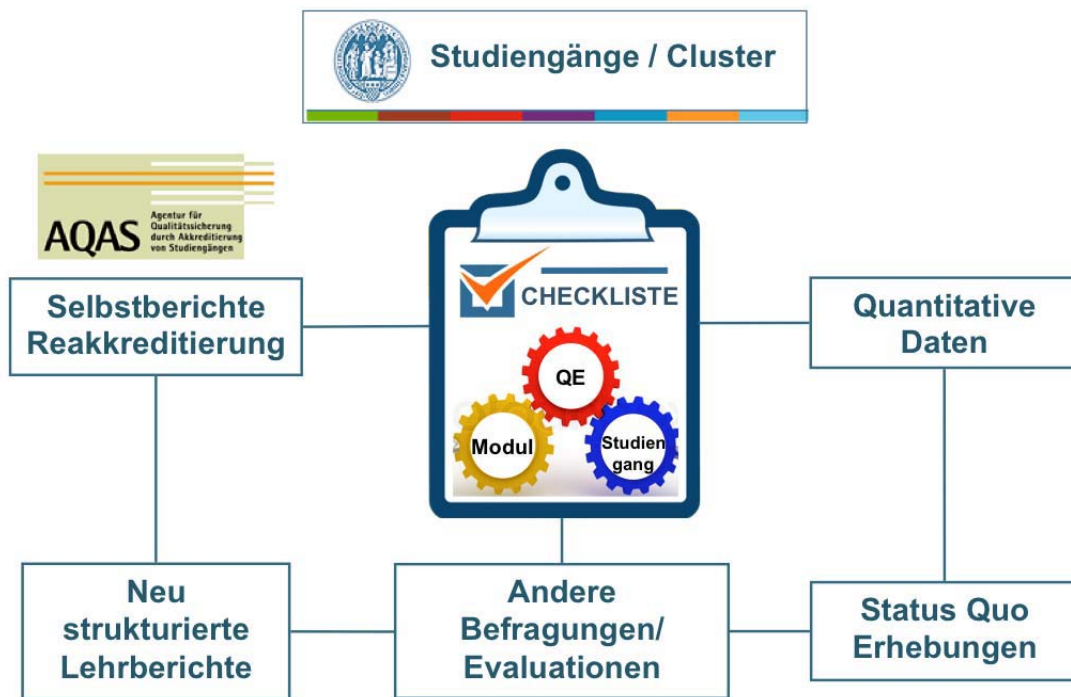 Studiengänge / Cluster
AQAS
Agentur für
Qualitätssicherung
durch Akkreditierung
von Studiengängen
CHECKLISTE
Selbstberichte
Reakkreditierung
Quantitative
Daten
QE
Modul
Studien
gang
Neu
strukturierte
Lehrberichte
Andere
Befragungen/
Evaluationen
Status Quo
Erhebungen